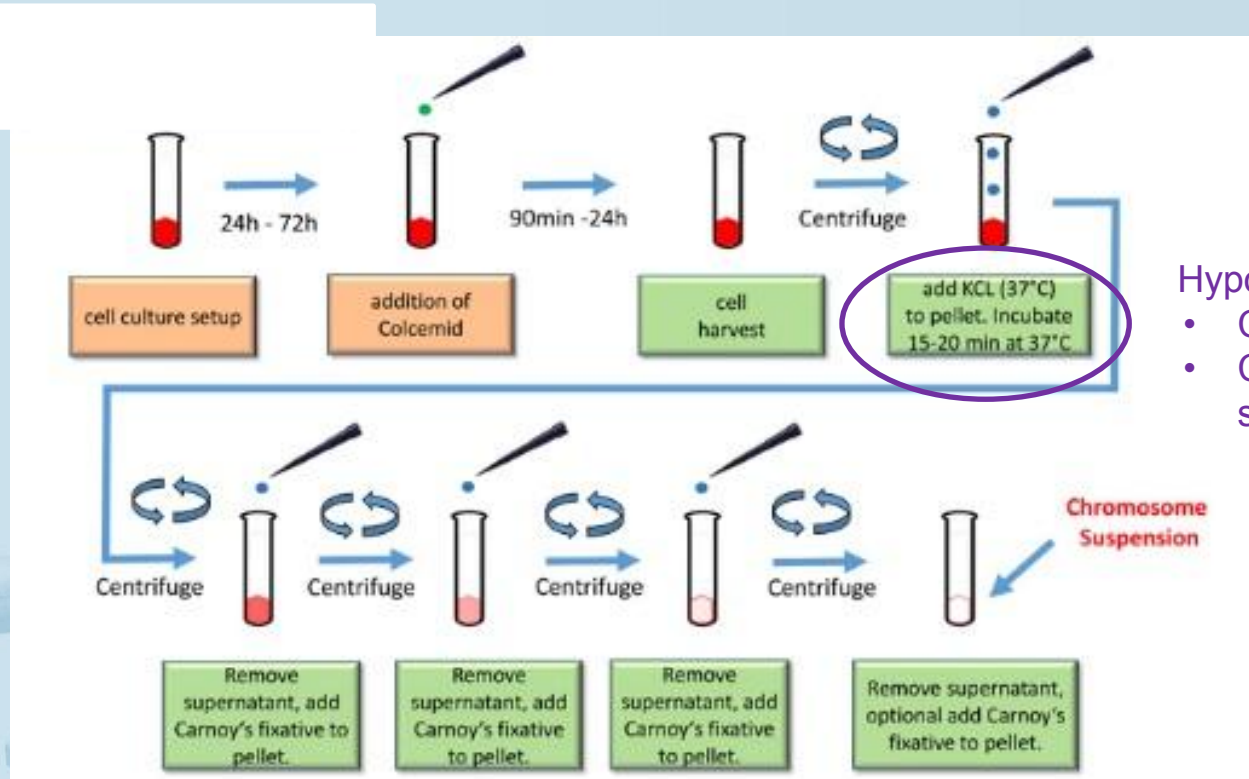 24h - 72h
90min -24h
Centrifuge
cell culture setup
addition of
Colcemid
cell
harvest
add KCL (37°C)
to pellet. Incubate
15-20 min at 37°C
Centrifuge
Centrifuge
Centrifuge
Centrifuge
Chromosome
Suspension
Remove
supernatant, add
Carnoy's fixative to
pellet.
Remove
supernatant, add
Carnoy's fixative
to pellet.
Remove
supernatant, add
Carnoy's fixative
to pellet.
Remove supernatant,
optional add Carnoy's
fixative to pellet.